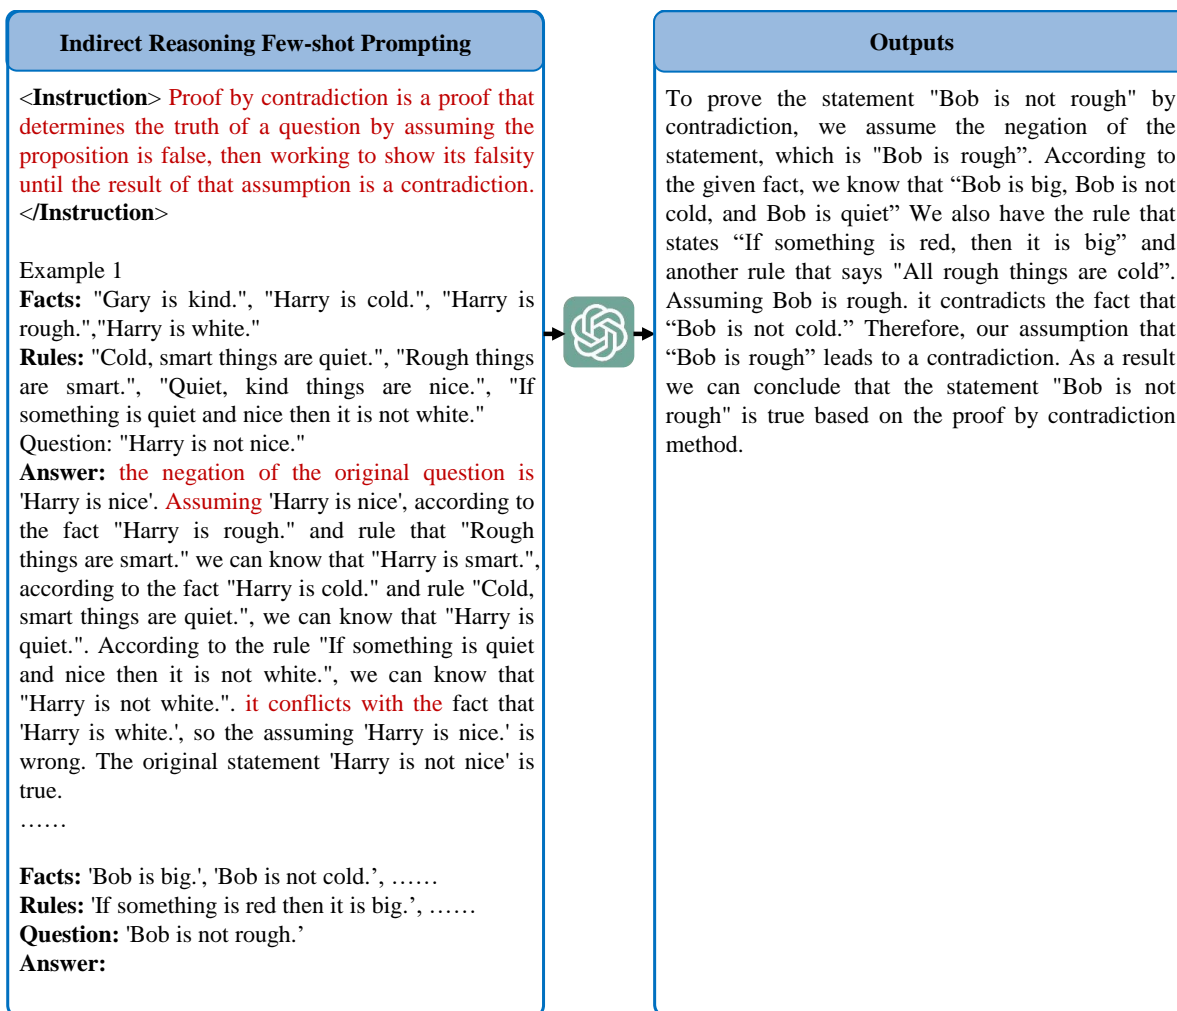 Indirect Reasoning Few-shot Prompting
<Instruction> Proof by contradiction is a proof that
determines the truth of a question by assuming the
proposition is false, then working to show its falsity
until the result of that assumption is a contradiction.
</Instruction>
Example 1
Facts: "Gary is kind.", "Harry is cold.", "Harry is
rough.","Harry is white."
Rules: "Cold, smart things are quiet.", "Rough things
are smart.", "Quiet, kind things are nice.", "If
something is quiet and nice then it is not white."
Question: "Harry is not nice."
Answer: the negation of the original question is
'Harry is nice'. Assuming 'Harry is nice', according to
the fact "Harry is rough." and rule that "Rough
things are smart." we can know that "Harry is smart.",
according to the fact "Harry is cold." and rule "Cold,
smart things are quiet.", we can know that "Harry is
quiet.". According to the rule "If something is quiet
and nice then it is not white.", we can know that
"Harry is not white.". it conflicts with the fact that
'Harry is white.', so the assuming 'Harry is nice.' is
wrong. The original statement 'Harry is not nice' is
true.
……
Facts: 'Bob is big.', 'Bob is not cold.’, ……
Rules: 'If something is red then it is big.’, ……
Question: 'Bob is not rough.’
Answer:
Outputs
To prove the statement "Bob is not rough" by
contradiction, we assume the negation of the
statement, which is "Bob is rough”. According to
the given fact, we know that “Bob is big, Bob is not
cold, and Bob is quiet” We also have the rule that
states “If something is red, then it is big” and
another rule that says "All rough things are cold”.
Assuming Bob is rough. it contradicts the fact that
“Bob is not cold.” Therefore, our assumption that
“Bob is rough” leads to a contradiction. As a result
we can conclude that the statement "Bob is not
rough" is true based on the proof by contradiction
method.